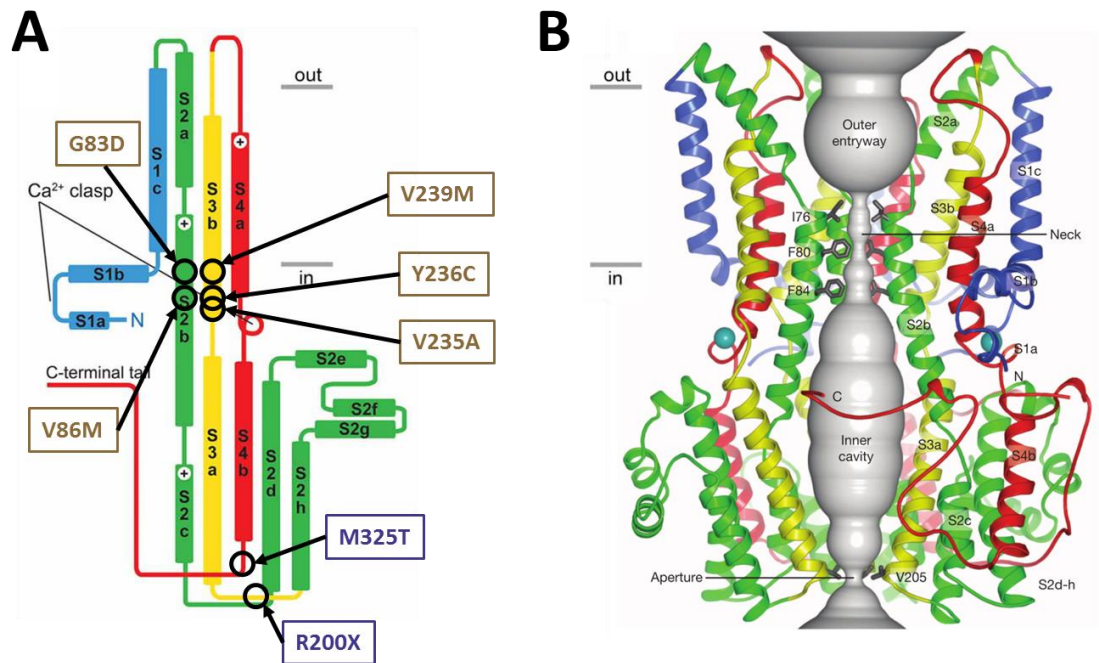 A
out
in
G83D
Ca²⁺ clasp
V86M
S1c
S1b
S1a
N
C-terminal tail
S2a
+
S2b
+
S2c
S3b
S3a
+
S4a
S4b
S2d
S2e
S2f
S2g
S2h
V239M
Y236C
V235A
M325T
R200X
B
out
in
Outer
entryway
I76
F80
F84
Neck
S2a
S1c
S3b
S4a
S1b
S2b
S1a
N
C
Inner
cavity
S3a
S4b
S2c
Aperture
V205
S2d-h